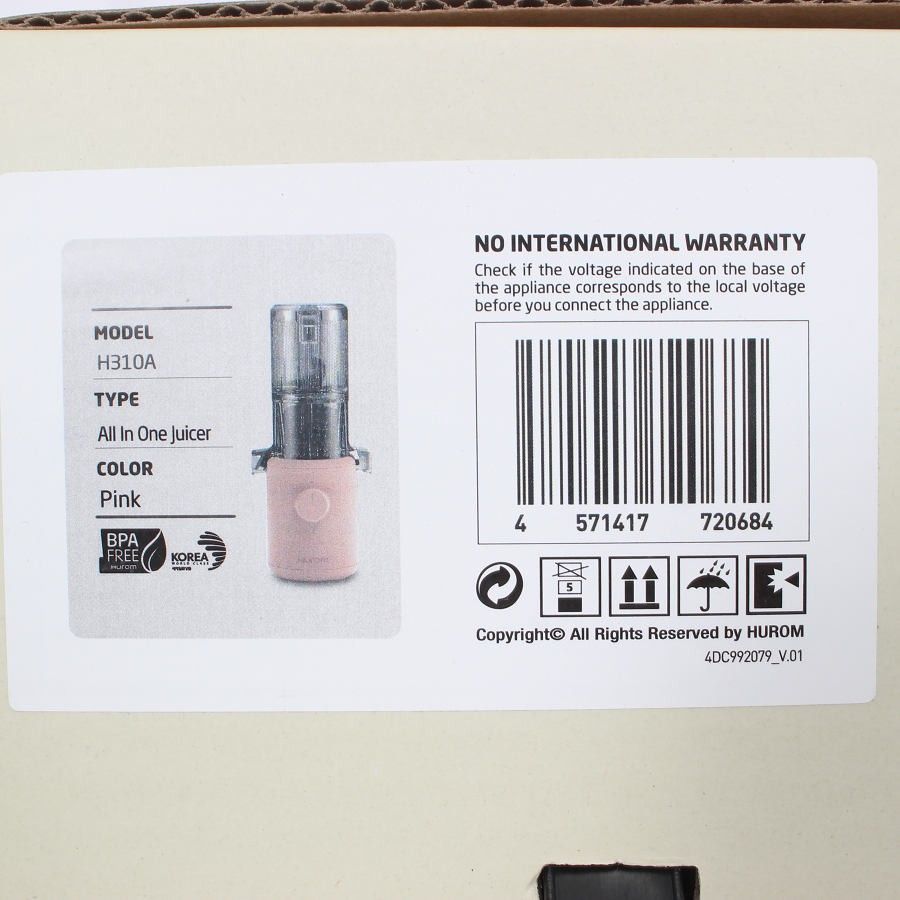 MODEL
H310A
TYPE
All In One Juicer
COLOR
Pink
BPA
FREE
Hurom
KOREA
WORLD CLASS
HUROM
NO INTERNATIONAL WARRANTY
Check if the voltage indicated on the base of
the appliance corresponds to the local voltage
before you connect the appliance.
4 571417 720684
5
Copyright© All Rights Reserved by HUROM
4DC992079_V.01